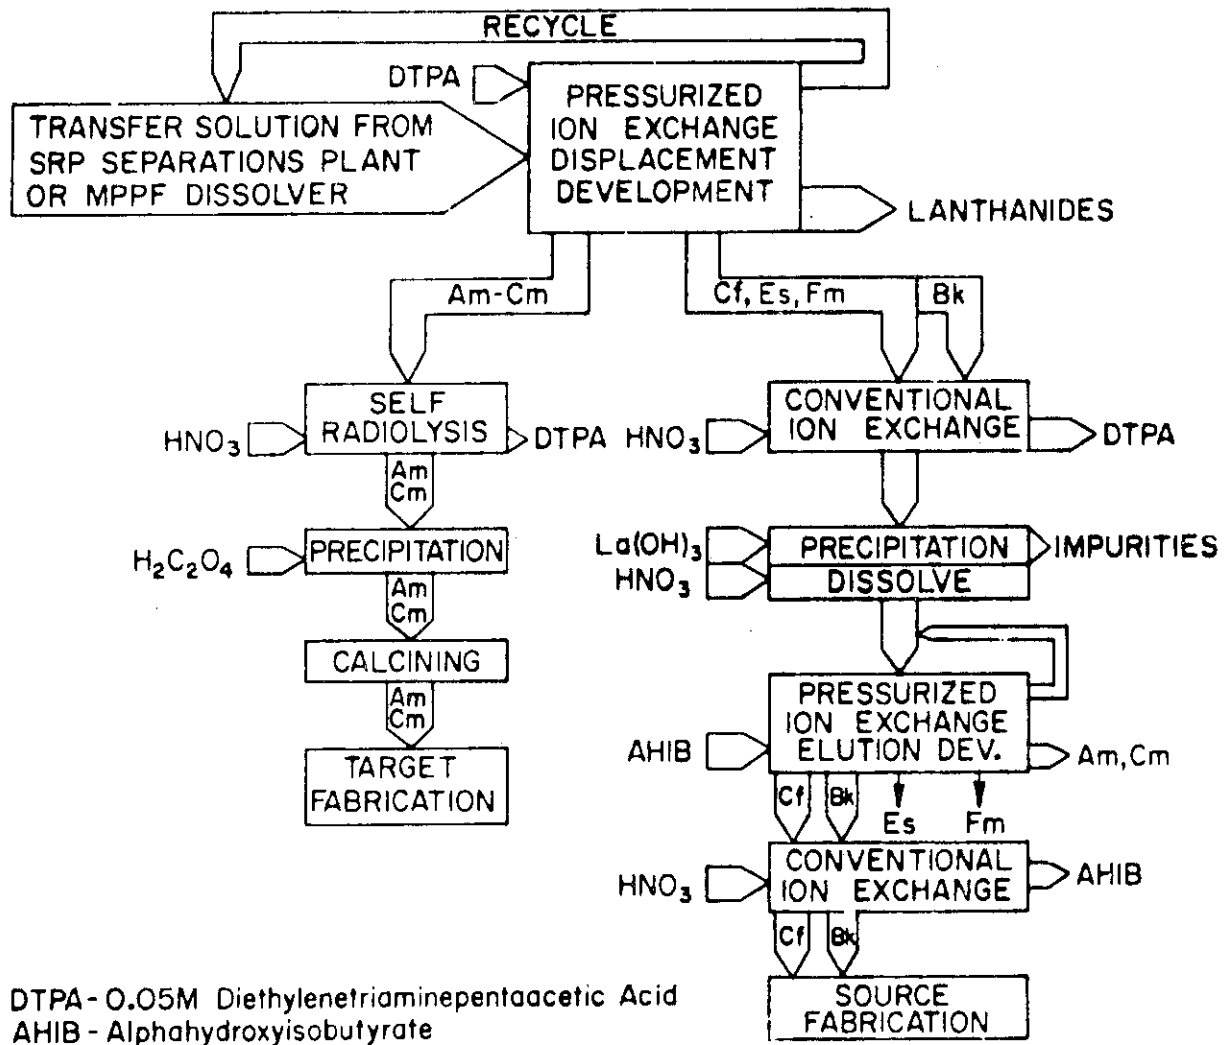 RECYCLE
DTPA
PRESSURIZED
ION EXCHANGE
DISPLACEMENT
DEVELOPMENT
TRANSFER SOLUTION FROM
SRP SEPARATIONS PLANT
OR MPPF DISSOLVER
LANTHANIDES
Am-Cm
Cf, Es, Fm
Bk
SELF
RADIOLYSIS
HNO₃
DTPA
CONVENTIONAL
ION EXCHANGE
HNO₃
DTPA
Am
Cm
PRECIPITATION
H₂C₂O₄
La(OH)₃
PRECIPITATION
IMPURITIES
HNO₃
DISSOLVE
Am
Cm
CALCINING
Am
Cm
TARGET
FABRICATION
PRESSURIZED
ION EXCHANGE
ELUTION DEV.
AHIB
Am, Cm
Cf
Bk
Es
Fm
CONVENTIONAL
ION EXCHANGE
HNO₃
AHIB
Cf
Bk
SOURCE
FABRICATION
DTPA - 0.05M Diethylenetriaminepentaacetic Acid
AHIB - Alphahydroxyisobutyrate